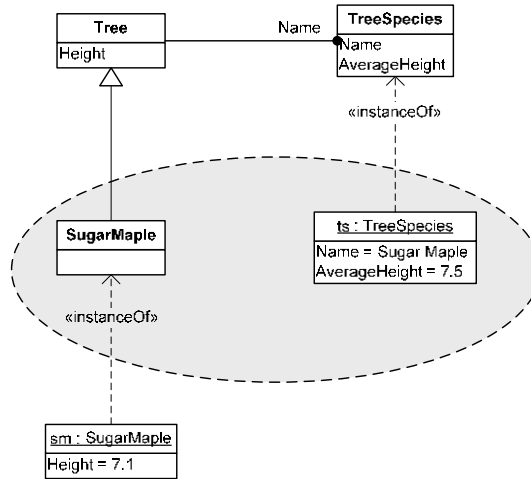 Tree
Height
Name
TreeSpecies
Name
AverageHeight
«instanceOf»
SugarMaple
ts : TreeSpecies
Name = Sugar Maple
AverageHeight = 7.5
«instanceOf»
sm : SugarMaple
Height = 7.1